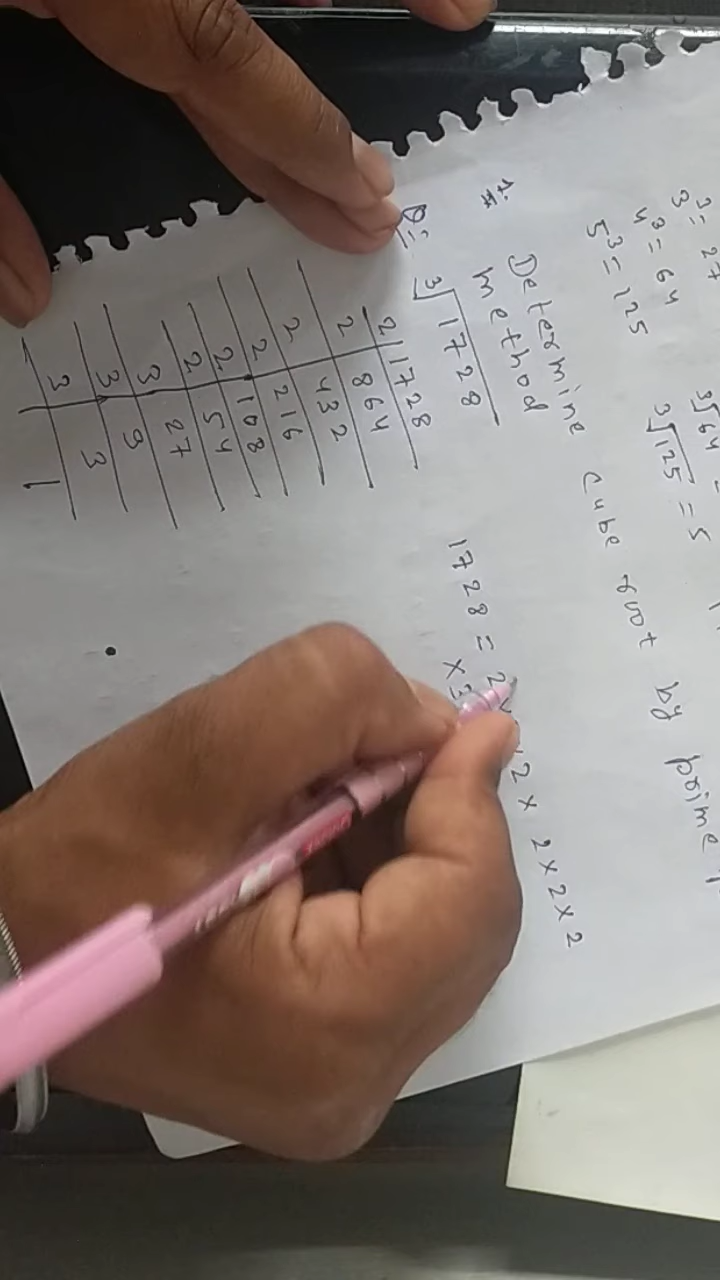 3³ = 27
4³ = 64 ∛64 =
5³ = 125 ∛125 = 5
Determine cube root by prime
method
Q:- ∛1728
2 | 1728
2 | 864
2 | 432
2 | 216
2 | 108
2 | 54
3 | 27
3 | 9
3 | 3
1
1728 = 2 × 2 × 2 × 2 × 2
×3